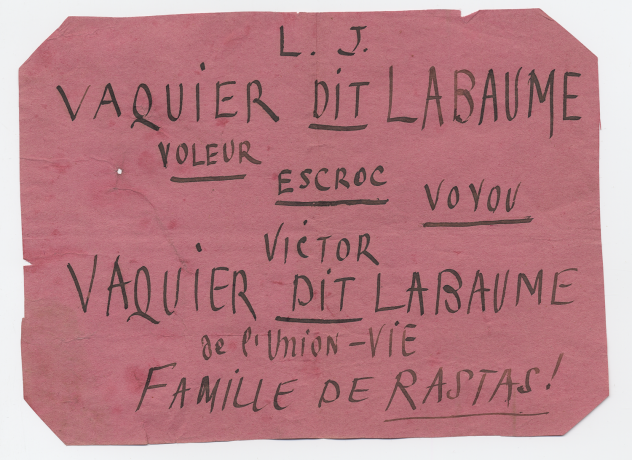 L. J.
VAQUIER DIT LABAUME
VOLEUR
ESCROC
VOYOU
VICTOR
VAQUIER DIT LABAUME
de l'Union-VIE
FAMILLE DE RASTAS!